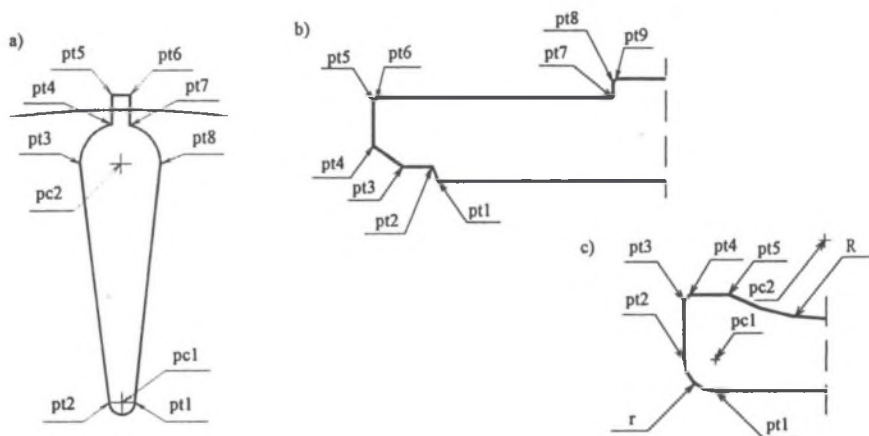 a)
pt5 pt6
pt4 pt7
pt3 pt8
pc2
pc1
pt2 pt1
b)
pt8
pt9
pt5 pt6 pt7
pt4
pt3
pt2 pt1
c)
pt3 pt4 pt5 R
pc2
pt2
pc1
r
pt1